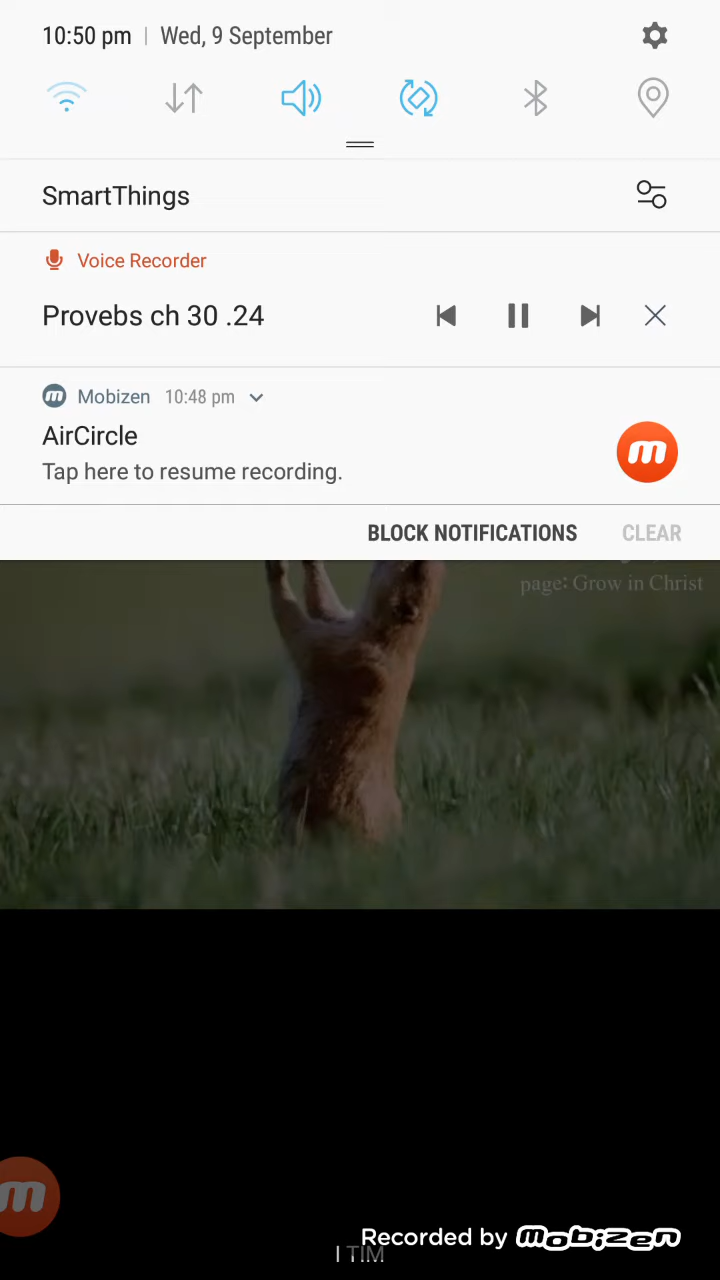 10:50 pm | Wed, 9 September
SmartThings
Voice Recorder
Provebs ch 30 .24
m Mobizen 10:48 pm
AirCircle
m
Tap here to resume recording.
BLOCK NOTIFICATIONS CLEAR
page: Grow in Christ
m
Recorded by mobizen
I TIM